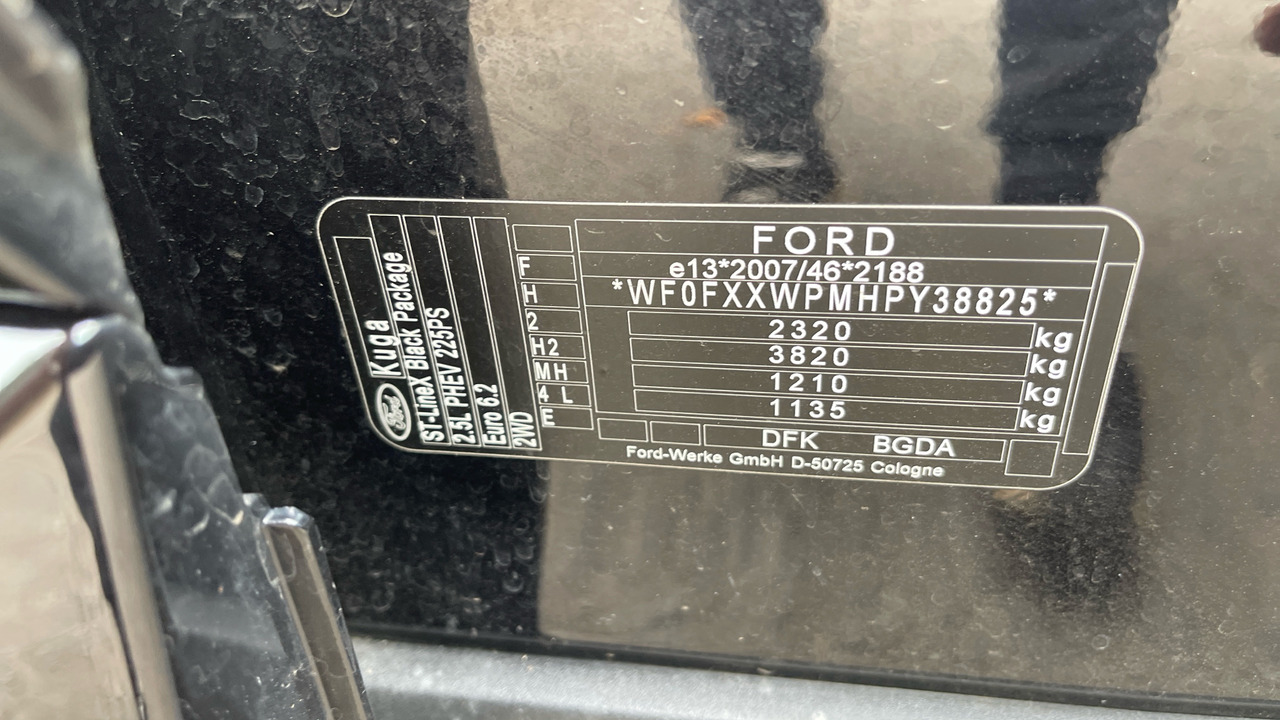 FORD
e13*2007/46*2188
*WF0FXXWPMHPY38825*
2320 kg
3820 kg
1210 kg
1135 kg
DFK BGDA
Ford-Werke GmbH D-50725 Cologne
F
H
2
H2
MH
4 L
E
Ford Kuga
ST-LineX Black Package
2.5L PHEV 225PS
Euro 6.2
2WD